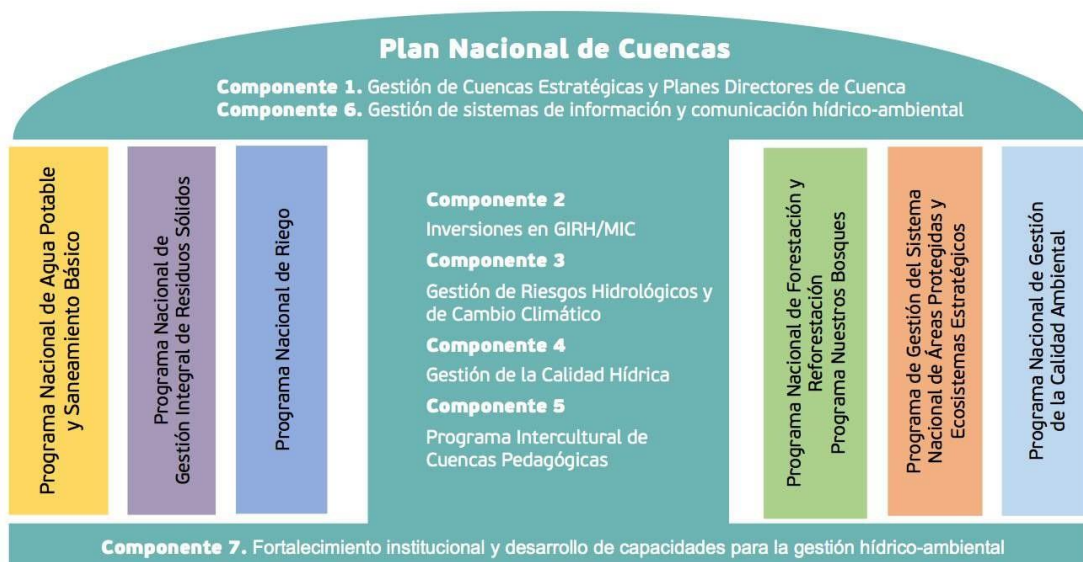 Plan Nacional de Cuencas
Componente 1. Gestión de Cuencas Estratégicas y Planes Directores de Cuenca
Componente 6. Gestión de sistemas de información y comunicación hídrico-ambiental
Programa Nacional de Agua Potable
y Saneamiento Básico
Programa Nacional de
Gestión Integral de Residuos Sólidos
Programa Nacional de Riego
Componente 2
Inversiones en GIRH/MIC
Componente 3
Gestión de Riesgos Hidrológicos y
de Cambio Climático
Componente 4
Gestión de la Calidad Hídrica
Componente 5
Programa Intercultural de
Cuencas Pedagógicas
Programa Nacional de Forestación y
Reforestación
Programa Nuestros Bosques
Programa de Gestión del Sistema
Nacional de Áreas Protegidas y
Ecosistemas Estratégicos
Programa Nacional de Gestión
de la Calidad Ambiental
Componente 7. Fortalecimiento institucional y desarrollo de capacidades para la gestión hídrico-ambiental